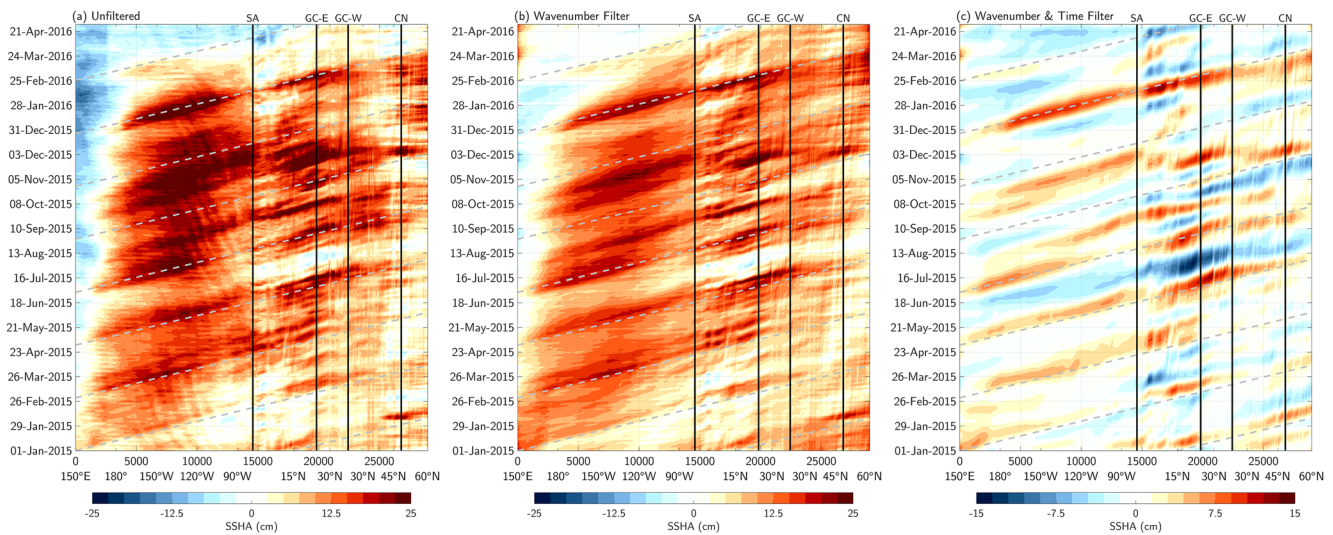 (a) Unfiltered
SA GC-E GC-W CN
21-Apr-2016
24-Mar-2016
25-Feb-2016
28-Jan-2016
31-Dec-2015
03-Dec-2015
05-Nov-2015
08-Oct-2015
10-Sep-2015
13-Aug-2015
16-Jul-2015
18-Jun-2015
21-May-2015
23-Apr-2015
26-Mar-2015
26-Feb-2015
29-Jan-2015
01-Jan-2015
0 5000 10000 15000 20000 25000
150°E 180° 150°W 120°W 90°W 15°N 30°N 45°N 60°N
-25 -12.5 0 12.5 25
SSHA (cm)
(b) Wavenumber Filter
SA GC-E GC-W CN
21-Apr-2016
24-Mar-2016
25-Feb-2016
28-Jan-2016
31-Dec-2015
03-Dec-2015
05-Nov-2015
08-Oct-2015
10-Sep-2015
13-Aug-2015
16-Jul-2015
18-Jun-2015
21-May-2015
23-Apr-2015
26-Mar-2015
26-Feb-2015
29-Jan-2015
01-Jan-2015
0 5000 10000 15000 20000 25000
150°E 180° 150°W 120°W 90°W 15°N 30°N 45°N 60°N
-25 -12.5 0 12.5 25
SSHA (cm)
(c) Wavenumber & Time Filter
SA GC-E GC-W CN
21-Apr-2016
24-Mar-2016
25-Feb-2016
28-Jan-2016
31-Dec-2015
03-Dec-2015
05-Nov-2015
08-Oct-2015
10-Sep-2015
13-Aug-2015
16-Jul-2015
18-Jun-2015
21-May-2015
23-Apr-2015
26-Mar-2015
26-Feb-2015
29-Jan-2015
01-Jan-2015
0 5000 10000 15000 20000 25000
150°E 180° 150°W 120°W 90°W 15°N 30°N 45°N 60°N
-15 -7.5 0 7.5 15
SSHA (cm)